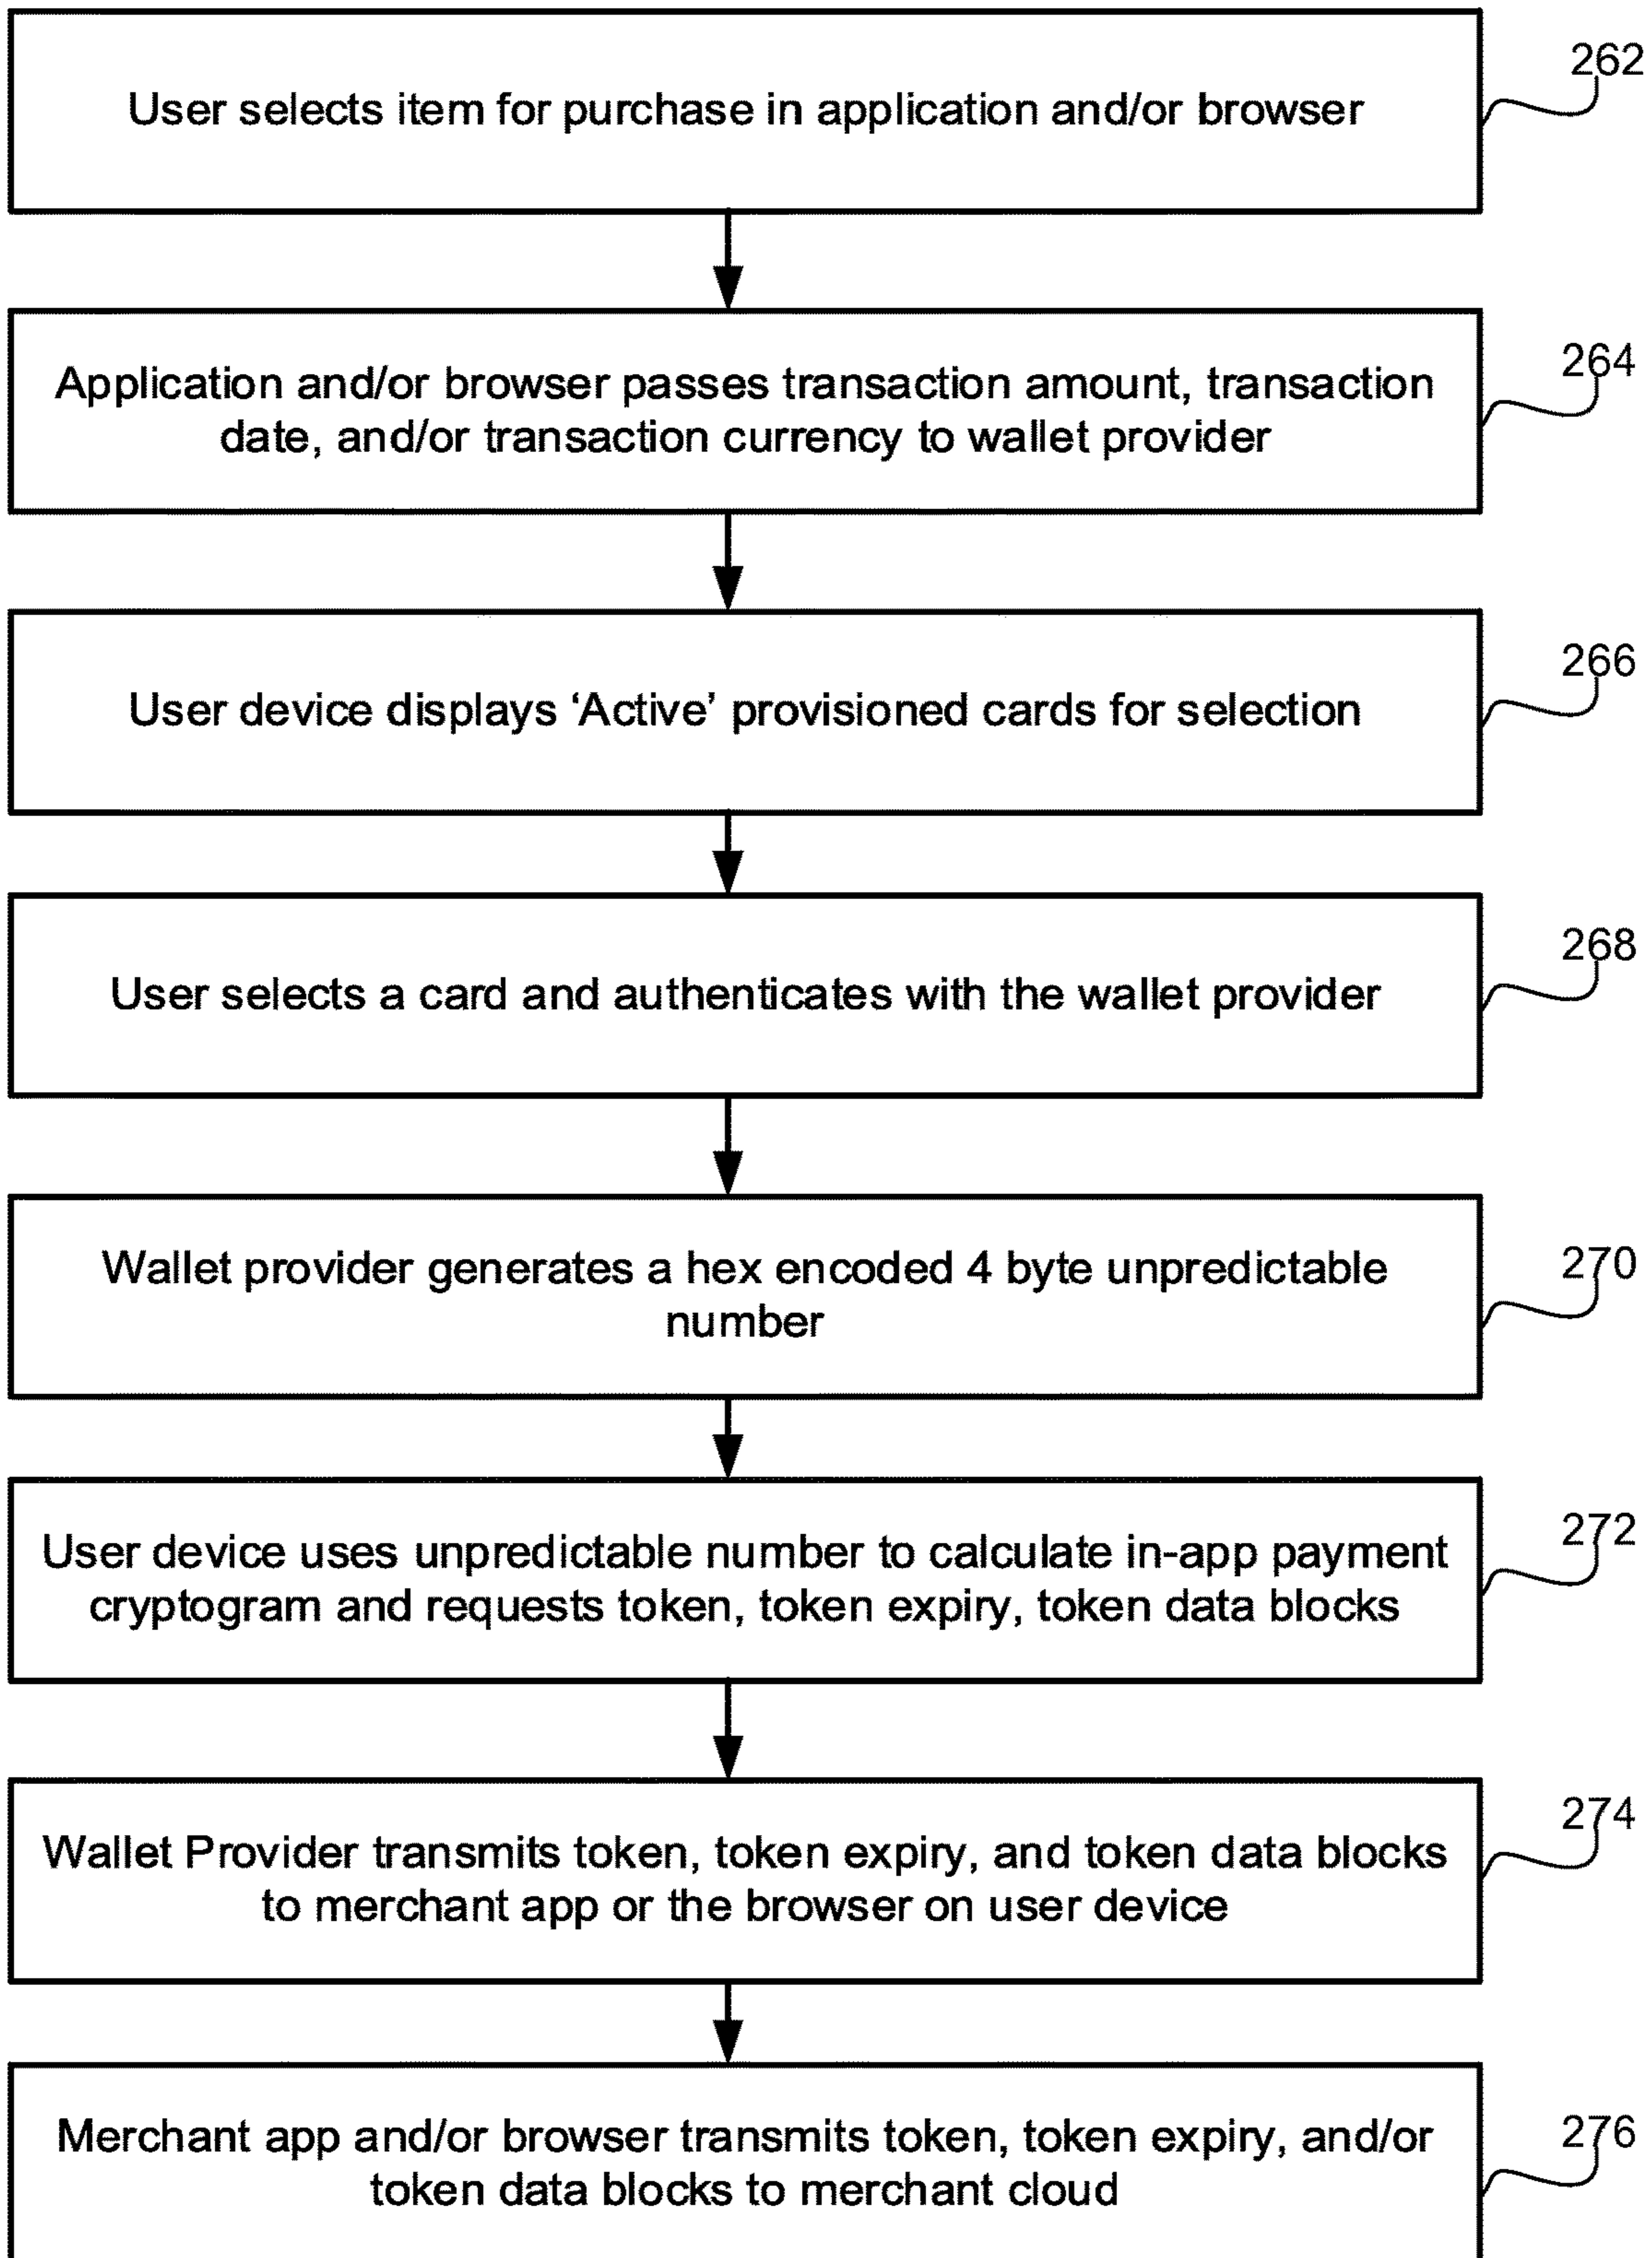 User selects item for purchase in application and/or browser
262
Application and/or browser passes transaction amount, transaction
date, and/or transaction currency to wallet provider
264
User device displays ‘Active’ provisioned cards for selection
266
User selects a card and authenticates with the wallet provider
268
Wallet provider generates a hex encoded 4 byte unpredictable
number
270
User device uses unpredictable number to calculate in-app payment
cryptogram and requests token, token expiry, token data blocks
272
Wallet Provider transmits token, token expiry, and token data blocks
to merchant app or the browser on user device
274
Merchant app and/or browser transmits token, token expiry, and/or
token data blocks to merchant cloud
276